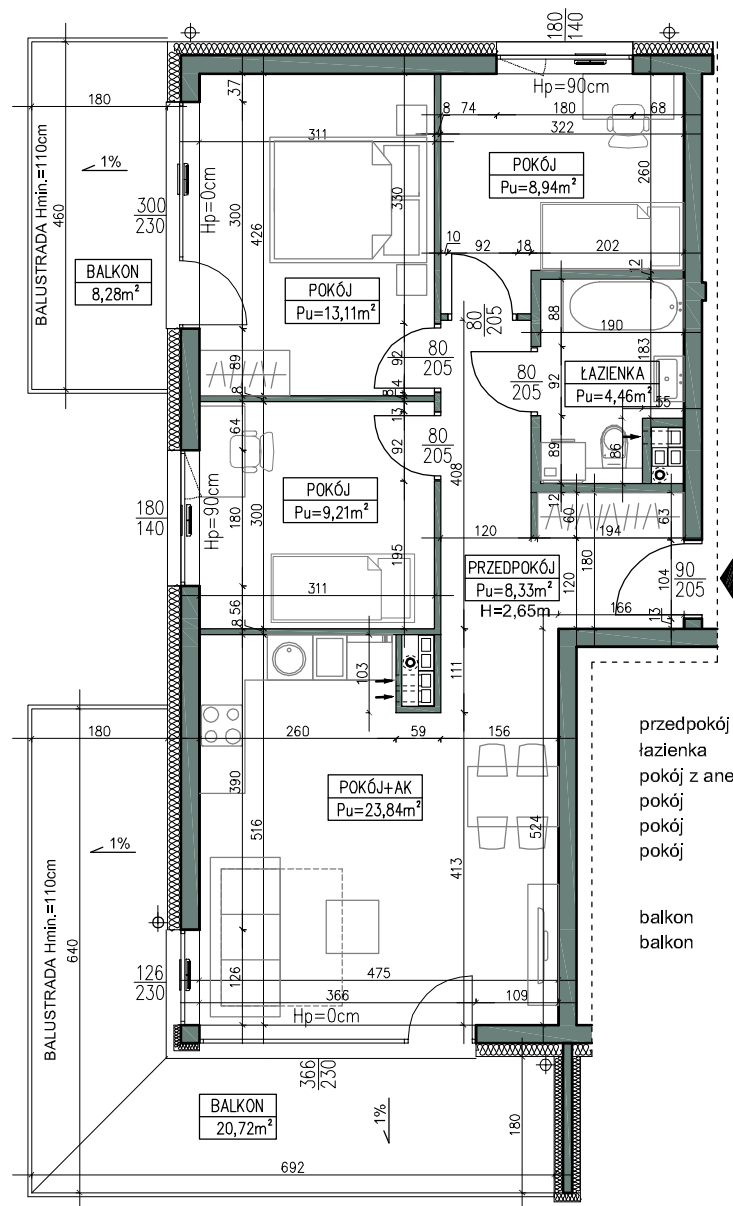 180
140
180
37
8
74
180
68
Hp=90cm
322
311
1%
POKÓJ
Pu=8,94m²
260
BALUSTRADA Hmin.=110cm
460
300
230
Hp=0cm
300
426
330
10
92
18
202
12
BALKON
8,28m²
POKÓJ
Pu=13,11m²
80
205
88
190
183
92
80
205
80
205
92
ŁAZIENKA
Pu=4,46m²
89
8
8
4
13
55
64
92
80
205
408
89
86
POKÓJ
Pu=9,21m²
180
140
Hp=90cm
180
300
195
12
60
194
63
120
180
PRZEDPOKÓJ
Pu=8,33m²
H=2,65m
120
104
90
205
311
166
13
56
8
103
111
180
260
59
156
przedpokój
łazienka
pokój z ane
pokój
pokój
pokój
balkon
balkon
POKÓJ+AK
Pu=23,84m²
390
516
524
1%
413
BALUSTRADA Hmin.=110cm
640
126
230
126
475
366
109
Hp=0cm
366
230
BALKON
20,72m²
1%
180
692